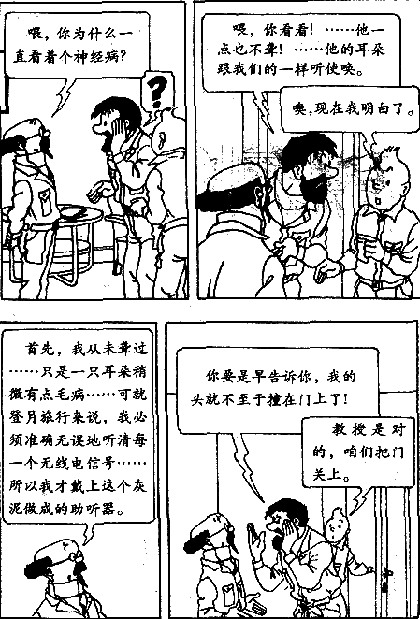 喂，你为什么一
直看着个神经病？
？
喂，你看看！……他一
点也不聋！……他的耳朵
跟我们的一样听使唤。
噢，现在我明白了。
首先，我从未聋过
……只是一只耳朵稍
微有点毛病……可就
登月旅行来说，我必
须准确无误地听清每
一个无线电信号……
所以我才戴上这个灰
泥做成的助听器。
你要是早告诉你，我的
头就不至于撞在门上了！
教授是对
的，咱们把门
关上。